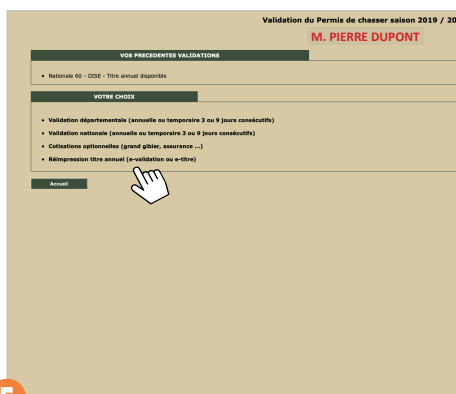 Validation du Permis de chasser saison 2019 / 20
M. PIERRE DUPONT
VOS PRECEDENTES VALIDATIONS
• Nationale 60 - OISE - Titre annuel disponible
VOTRE CHOIX
• Validation départementale (annuelle ou temporaire 3 ou 9 jours consécutifs)
• Validation nationale (annuelle ou temporaire 3 ou 9 jours consécutifs)
• Cotisations optionnelles (grand gibier, assurance ...)
• Réimpression titre annuel (e-validation ou e-titre)
Accueil